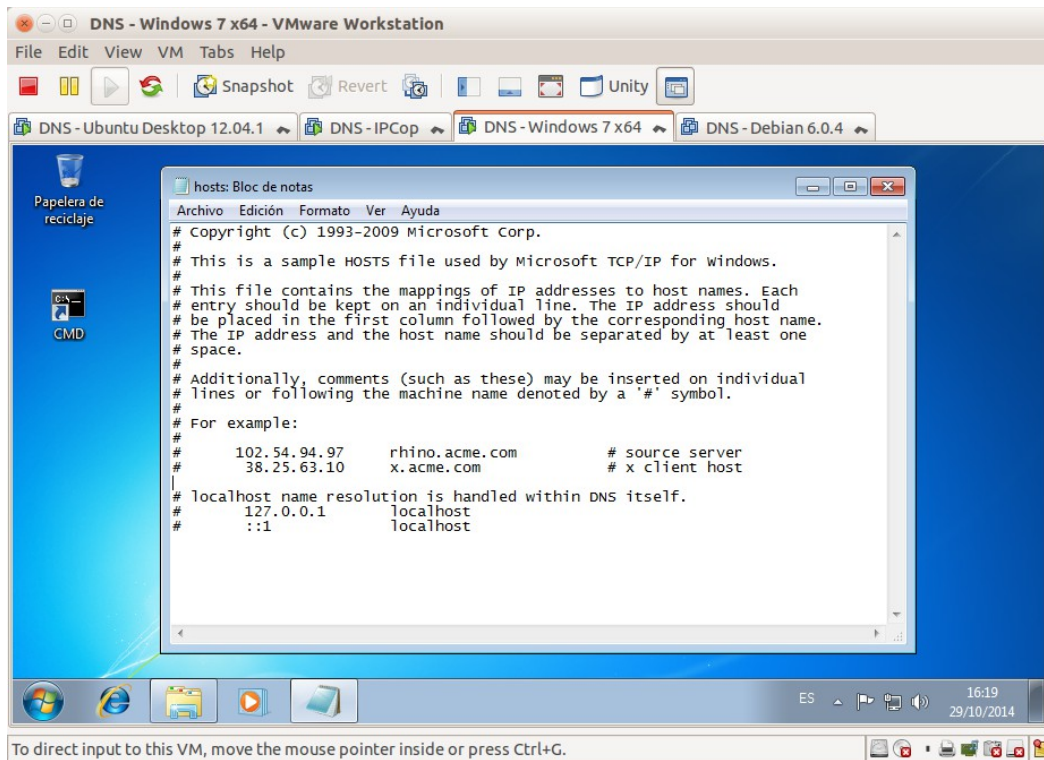 DNS - Windows 7 x64 - VMware Workstation
File Edit View VM Tabs Help
Snapshot Revert Unity
DNS - Ubuntu Desktop 12.04.1 DNS - IPCop DNS - Windows 7 x64 DNS - Debian 6.0.4
Papelera de
reciclaje
C:\
CMD
hosts: Bloc de notas
Archivo Edición Formato Ver Ayuda
# Copyright (c) 1993-2009 Microsoft Corp.
#
# This is a sample HOSTS file used by Microsoft TCP/IP for Windows.
#
# This file contains the mappings of IP addresses to host names. Each
# entry should be kept on an individual line. The IP address should
# be placed in the first column followed by the corresponding host name.
# The IP address and the host name should be separated by at least one
# space.
#
# Additionally, comments (such as these) may be inserted on individual
# lines or following the machine name denoted by a '#' symbol.
#
# For example:
#
# 102.54.94.97 rhino.acme.com # source server
# 38.25.63.10 x.acme.com # x client host
# localhost name resolution is handled within DNS itself.
# 127.0.0.1 localhost
# ::1 localhost
ES 16:19
29/10/2014
To direct input to this VM, move the mouse pointer inside or press Ctrl+G.